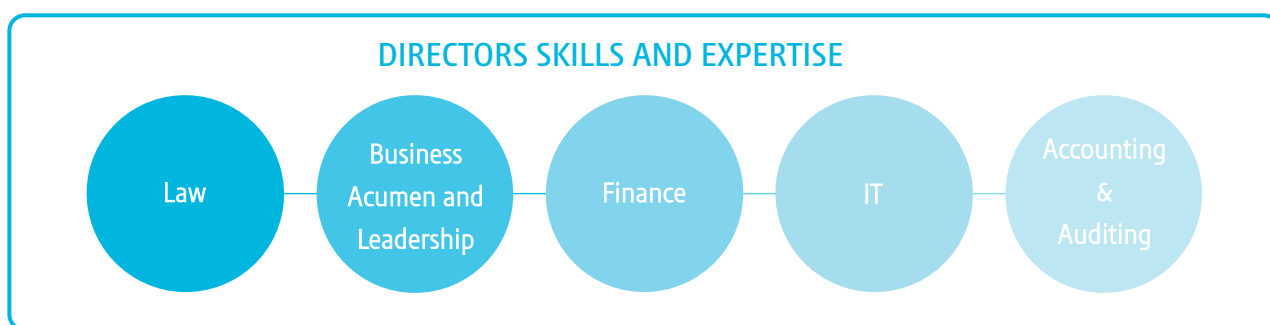 DIRECTORS SKILLS AND EXPERTISE
Law
Business
Acumen and
Leadership
Finance
IT
Accounting
&
Auditing